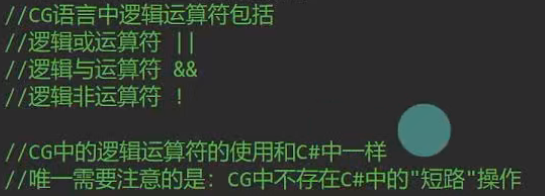 //CG语言中逻辑运算符包括
//逻辑或运算符 ||
//逻辑与运算符 &&
//逻辑非运算符 !
//CG中的逻辑运算符的使用和C#中一样
//唯一需要注意的是: CG中不存在C#中的"短路"操作